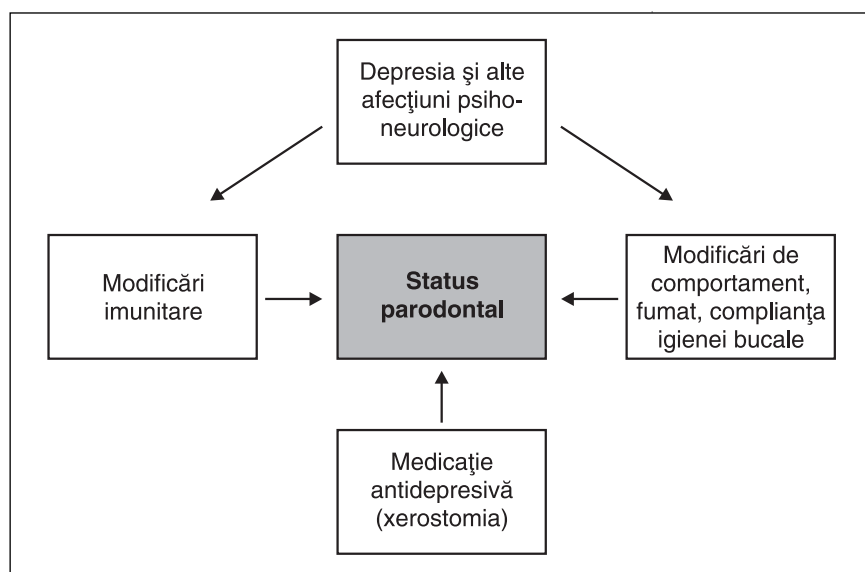 Depresia şi alte
afecţiuni psiho-
neurologice
Modificări
imunitare
Status
parodontal
Modificări de
comportament,
fumat, complianţa
igienei bucale
Medicaţie
antidepresivă
(xerostomia)